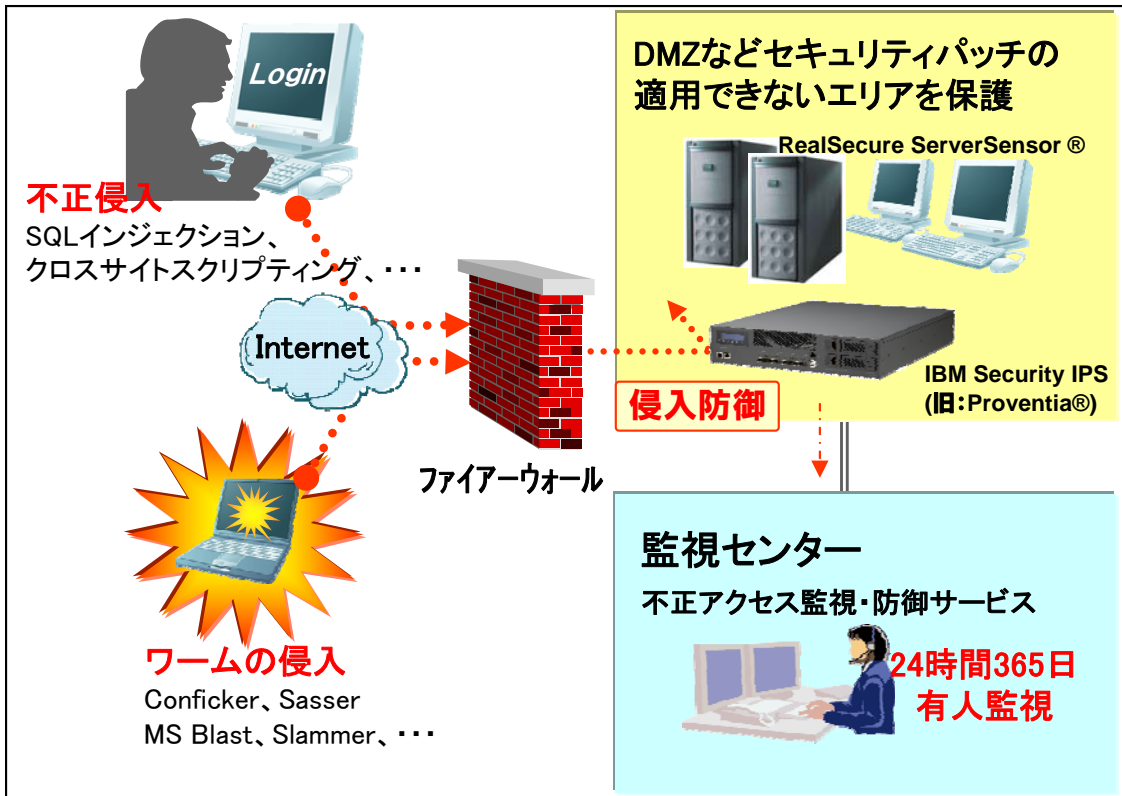 Login
不正侵入
SQLインジェクション、
クロスサイトスクリプティング、・・・
Internet
ワームの侵入
Conficker、Sasser
MS Blast、Slammer、・・・
ファイアーウォール
DMZなどセキュリティパッチの
適用できないエリアを保護
RealSecure ServerSensor ®
IBM Security IPS
(旧：Proventia®)
侵入防御
監視センター
不正アクセス監視・防御サービス
24時間365日
有人監視